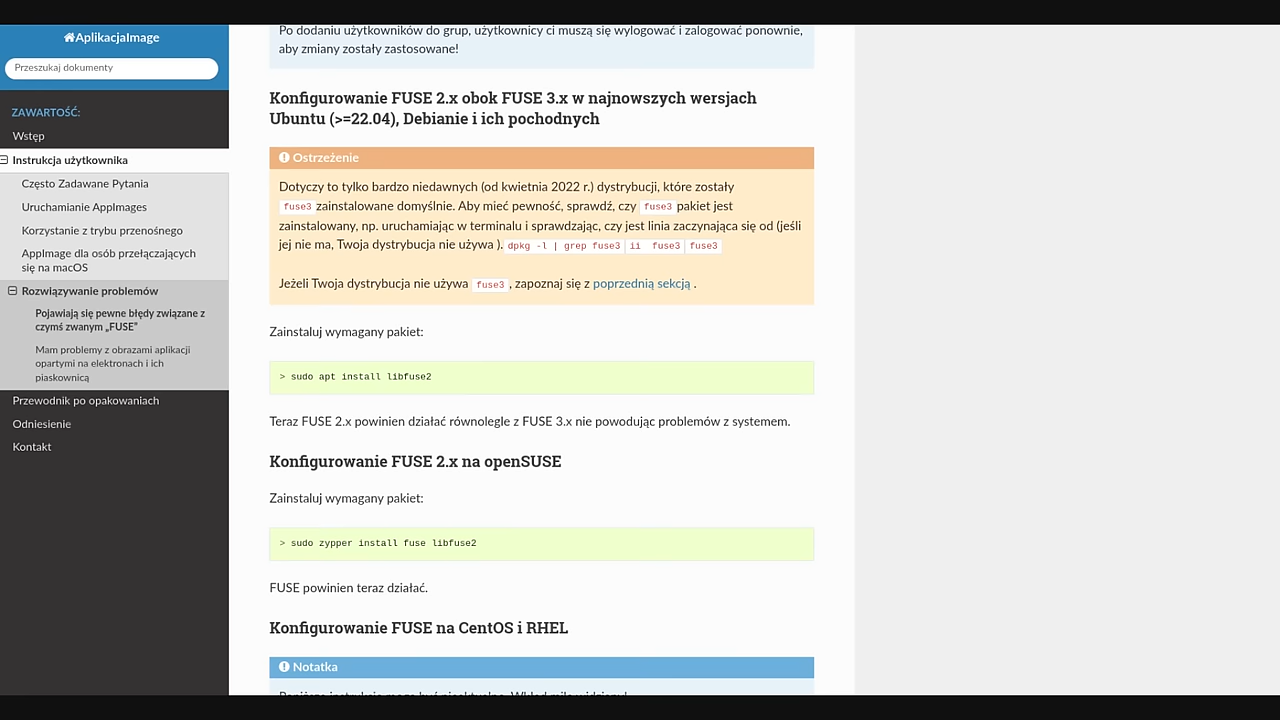 AplikacjaImage
Przeszukaj dokumenty
ZAWARTOŚĆ:
Wstęp
Instrukcja użytkownika
Często Zadawane Pytania
Uruchamianie AppImages
Korzystanie z trybu przenośnego
AppImage dla osób przełączających
się na macOS
Rozwiązywanie problemów
Pojawiają się pewne błędy związane z
czymś zwanym „FUSE”
Mam problemy z obrazami aplikacji
opartymi na elektronach i ich
piaskownicą
Przewodnik po opakowaniach
Odniesienie
Kontakt
Po dodaniu użytkowników do grup, użytkownicy ci muszą się wylogować i zalogować ponownie,
aby zmiany zostały zastosowane!
Konfigurowanie FUSE 2.x obok FUSE 3.x w najnowszych wersjach
Ubuntu (>=22.04), Debianie i ich pochodnych
Ostrzeżenie
Dotyczy to tylko bardzo niedawnych (od kwietnia 2022 r.) dystrybucji, które zostały
fuse3 zainstalowane domyślnie. Aby mieć pewność, sprawdź, czy fuse3 pakiet jest
zainstalowany, np. uruchamiając w terminalu i sprawdzając, czy jest linia zaczynająca się od (jeśli
jej nie ma, Twoja dystrybucja nie używa ). dpkg -l | grep fuse3 ii fuse3 fuse3
Jeżeli Twoja dystrybucja nie używa fuse3 , zapoznaj się z poprzednią sekcją .
Zainstaluj wymagany pakiet:
> sudo apt install libfuse2
Teraz FUSE 2.x powinien działać równolegle z FUSE 3.x nie powodując problemów z systemem.
Konfigurowanie FUSE 2.x na openSUSE
Zainstaluj wymagany pakiet:
> sudo zypper install fuse libfuse2
FUSE powinien teraz działać.
Konfigurowanie FUSE na CentOS i RHEL
Notatka